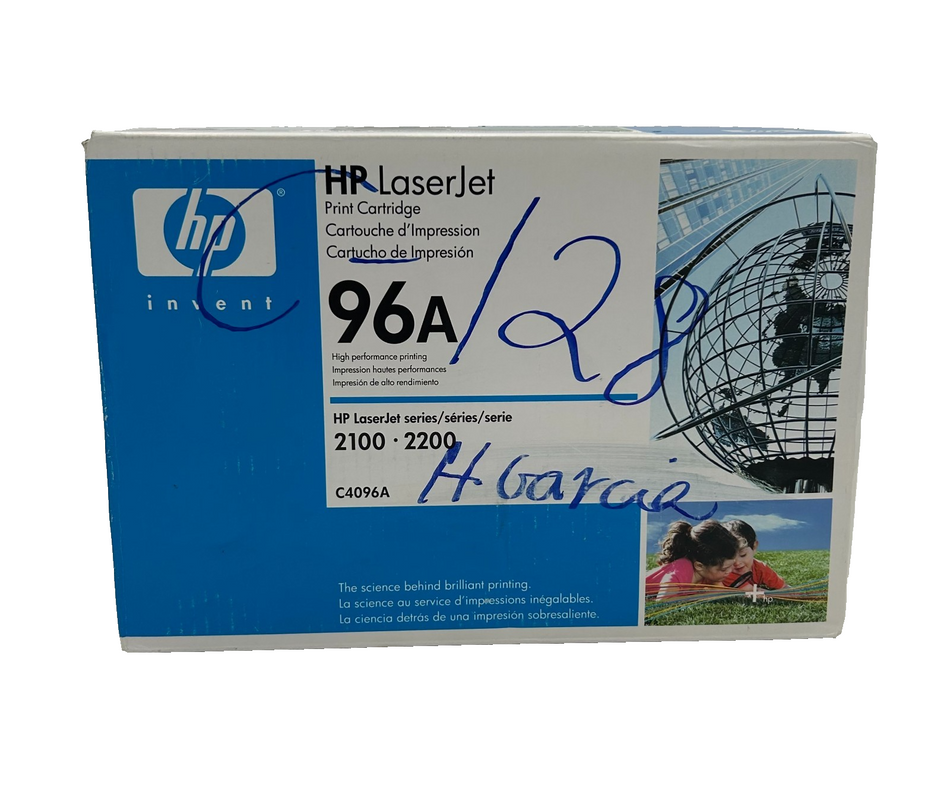 hp®
invent
HP LaserJet
Print Cartridge
Cartouche d'Impression
Cartucho de Impresión
96A
High performance printing
Impression hautes performances
Impresión de alto rendimiento
HP LaserJet series/séries/serie
2100 · 2200
C4096A
C-128
H Garcia
The science behind brilliant printing.
La science au service d'impressions inégalables.
La ciencia detrás de una impresión sobresaliente.
+hp